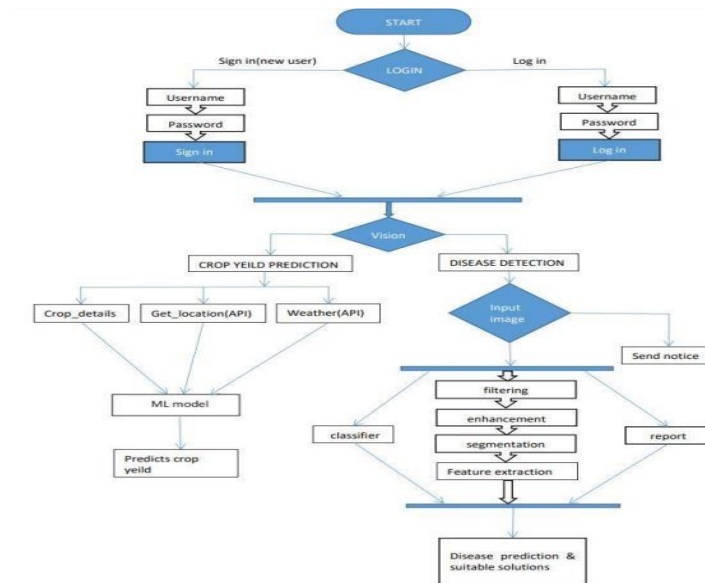 START
LOGIN
Sign in(new user)
Log in
Username
Password
Sign in
Username
Password
Log in
Vision
CROP YEILD PREDICTION
DISEASE DETECTION
Crop_details
Get_location(API)
Weather(API)
Input
image
Send notice
ML model
Predicts crop
yeild
filtering
enhancement
segmentation
Feature extraction
classifier
report
Disease prediction &
suitable solutions